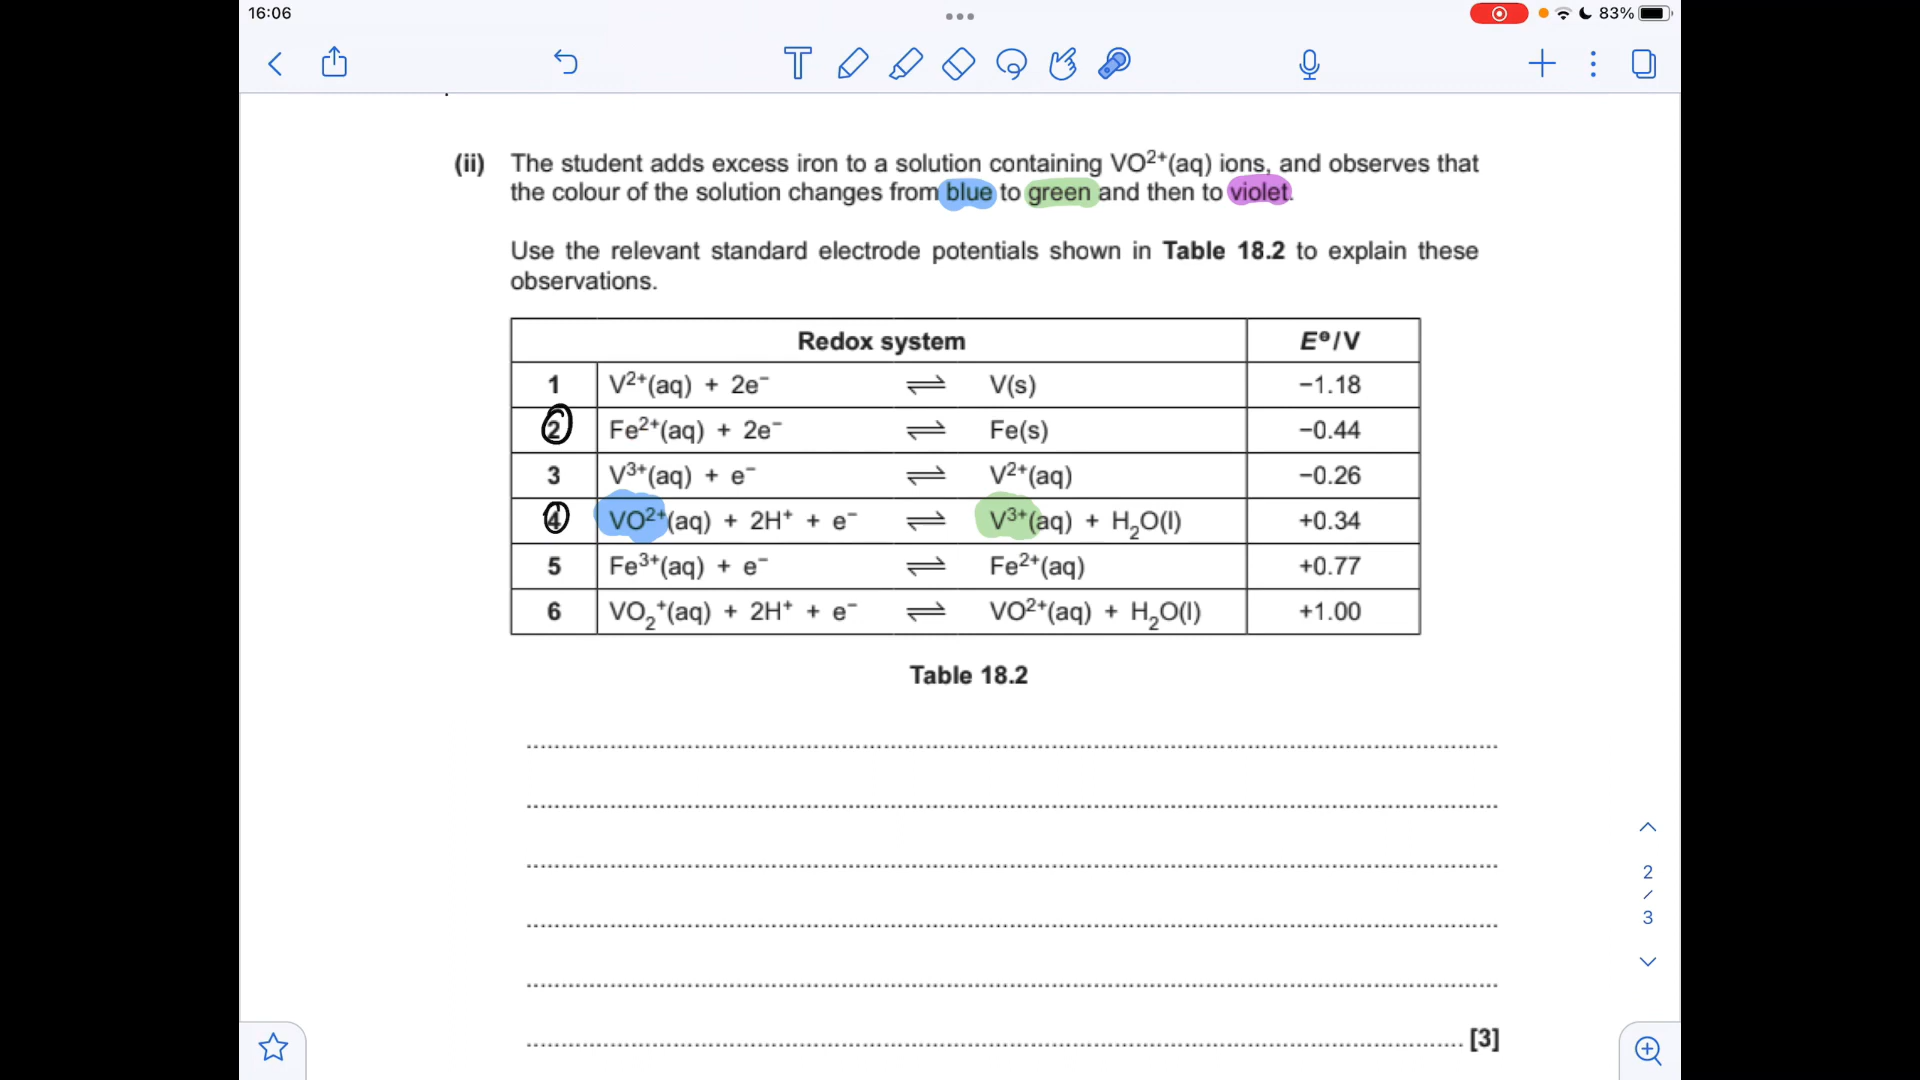 16:06
83%
(ii) The student adds excess iron to a solution containing VO²⁺(aq) ions, and observes that
the colour of the solution changes from blue to green and then to violet.
Use the relevant standard electrode potentials shown in Table 18.2 to explain these
observations.
Redox system E⦵/V
1 V²⁺(aq) + 2e⁻ ⇌ V(s) −1.18
2 Fe²⁺(aq) + 2e⁻ ⇌ Fe(s) −0.44
3 V³⁺(aq) + e⁻ ⇌ V²⁺(aq) −0.26
4 VO²⁺(aq) + 2H⁺ + e⁻ ⇌ V³⁺(aq) + H₂O(l) +0.34
5 Fe³⁺(aq) + e⁻ ⇌ Fe²⁺(aq) +0.77
6 VO₂⁺(aq) + 2H⁺ + e⁻ ⇌ VO²⁺(aq) + H₂O(l) +1.00
Table 18.2
2
/
3
[3]